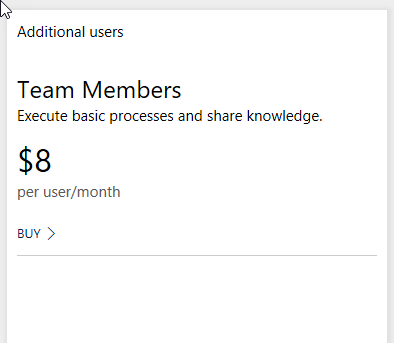 Additional users
Team Members
Execute basic processes and share knowledge.
$8
per user/month
BUY